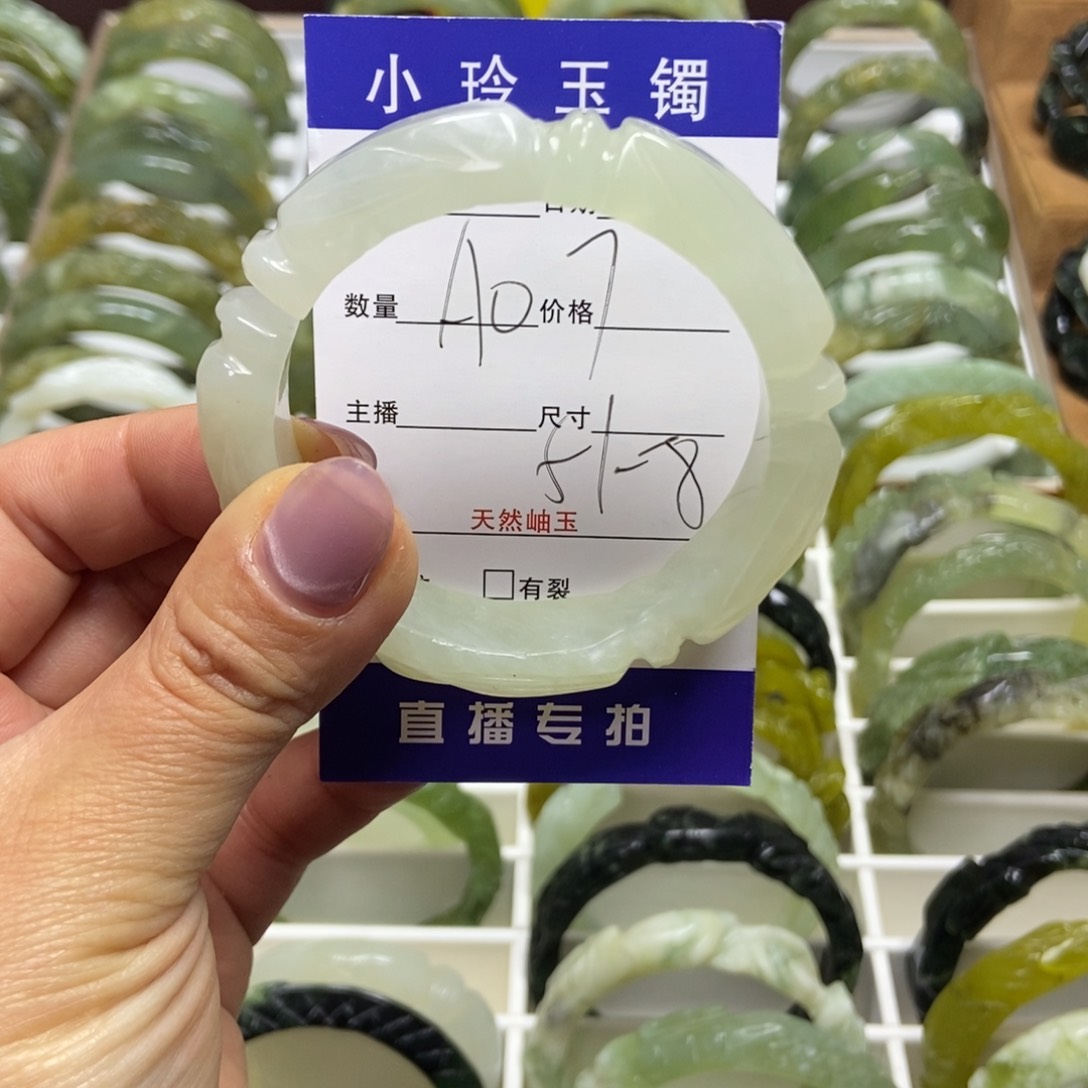 小玲玉镯
日期
A07
数量 价格
主播 尺寸
51-8
天然岫玉
□有裂
直播专拍